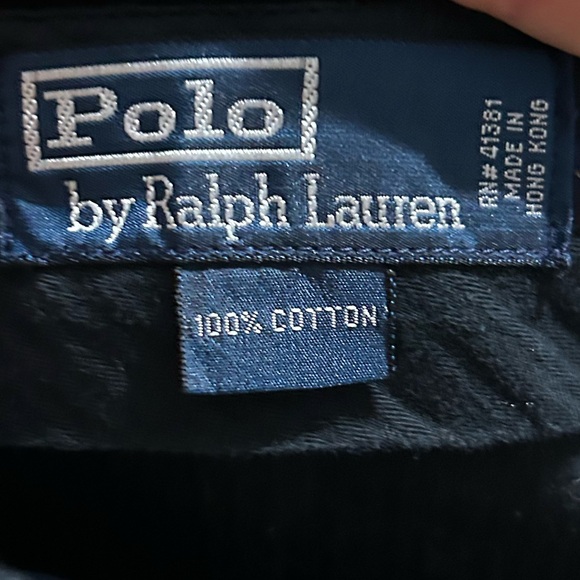 Polo
by Ralph Lauren
RN# 41381
MADE IN
HONG KONG
100% COTTON